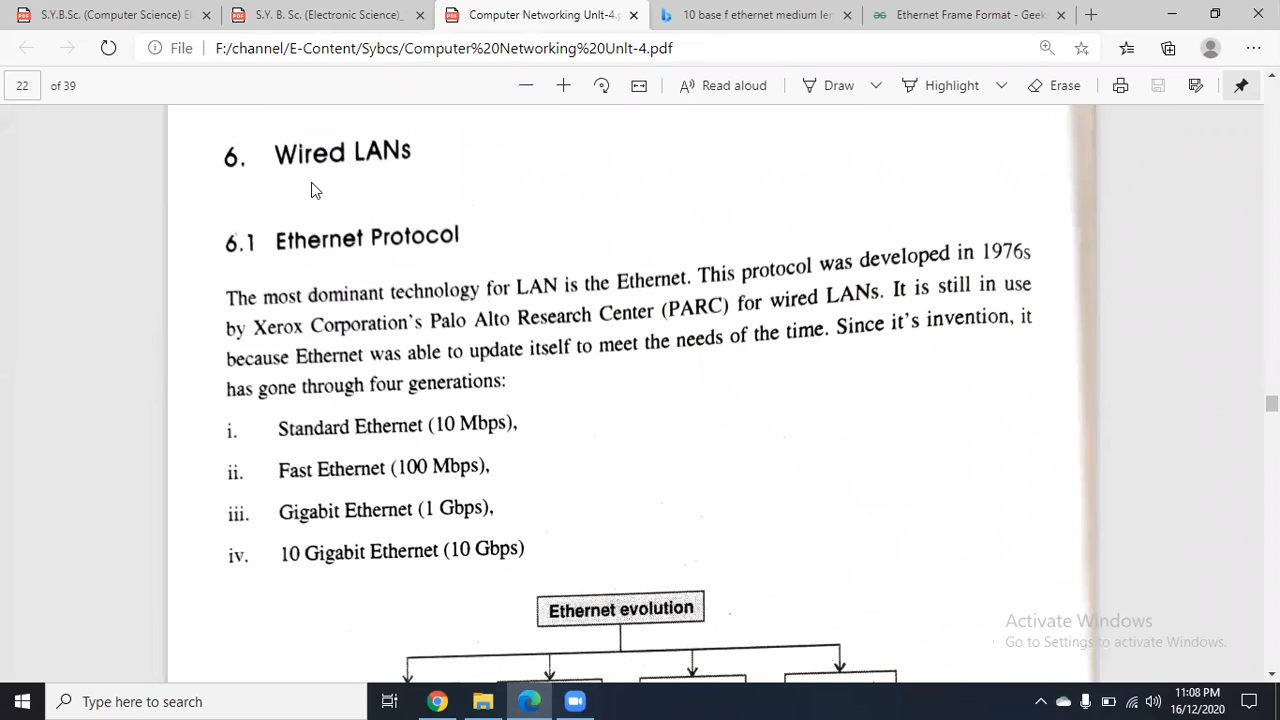 S.Y.B.Sc. (Computer Science) S
S.Y. B. Sc. (Electronic Science)_
Computer Networking Unlt-4.p
10 base f ethernet medium ler
Ethernet Frame Format - Geek
File F:/channel/E-Content/Sybcs/Computer%20Networking%20Unlt-4.pdf
22 of 39 Read aloud Draw Highlight Erase
6. Wired LANs
6.1 Ethernet Protocol
The most dominant technology for LAN is the Ethernet. This protocol was developed in 1976s
by Xerox Corporation's Palo Alto Research Center (PARC) for wired LANs. It is still in use
because Ethernet was able to update itself to meet the needs of the time. Since it's invention, it
has gone through four generations:
i. Standard Ethernet (10 Mbps),
ii. Fast Ethernet (100 Mbps),
iii. Gigabit Ethernet (1 Gbps),
iv. 10 Gigabit Ethernet (10 Gbps)
Ethernet evolution
Activate Windows
Go to Settings to activate Windows.
Type here to search
11:08 PM
16/12/2020